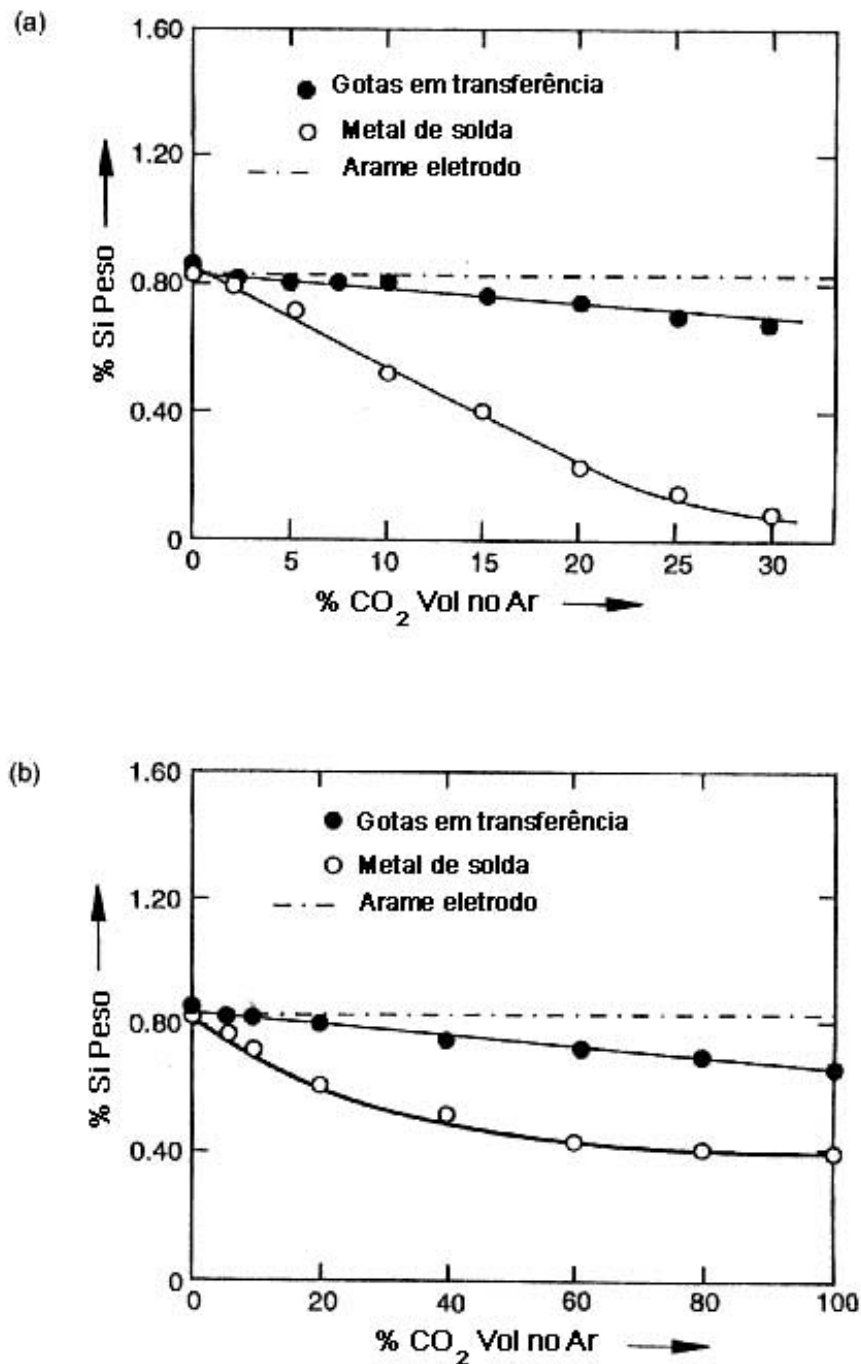 (a)
1.60
Gotas em transferência
Metal de solda
1.20
Arame eletrodo
0.80
% Si Peso
0.40
0
0 5 10 15 20 25 30
% CO2 Vol no Ar
(b)
1.60
Gotas em transferência
Metal de solda
1.20
Arame eletrodo
0.80
% Si Peso
0.40
0
0 20 40 60 80 100
% CO2 Vol no Ar